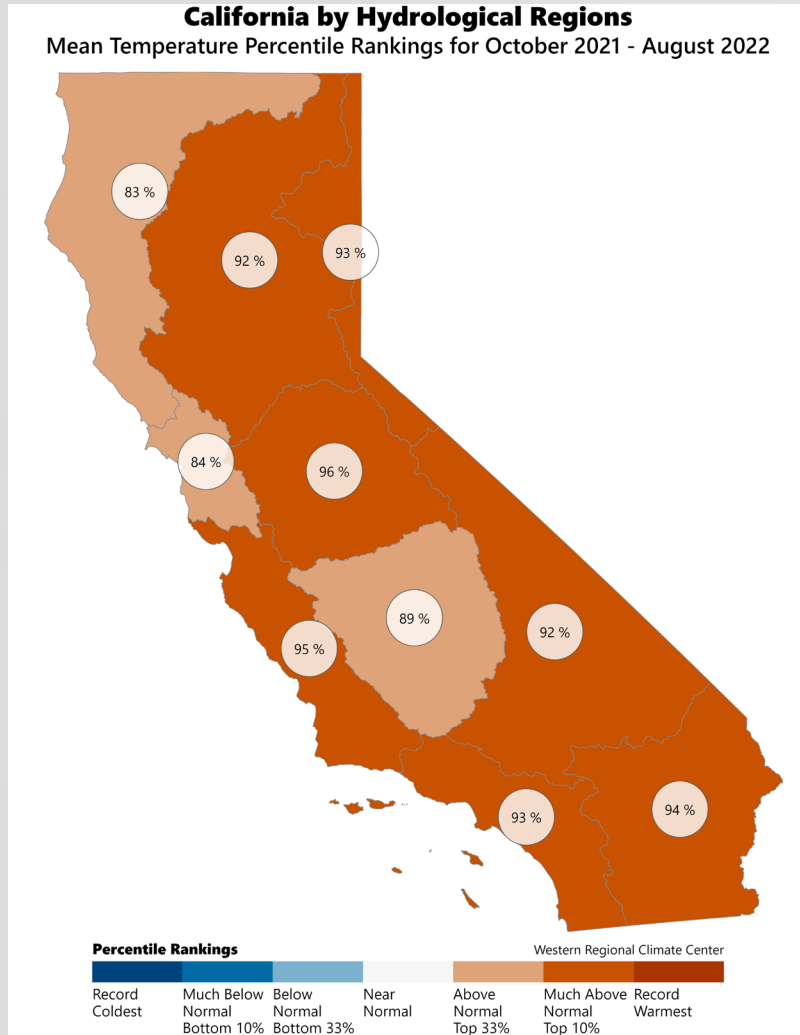 California by Hydrological Regions
Mean Temperature Percentile Rankings for October 2021 - August 2022
83 %
92 %
93 %
84 %
96 %
89 %
92 %
95 %
93 %
94 %
Percentile Rankings
Western Regional Climate Center
Record
Coldest
Much Below
Normal
Bottom 10%
Below
Normal
Bottom 33%
Near
Normal
Above
Normal
Top 33%
Much Above
Normal
Top 10%
Record
Warmest